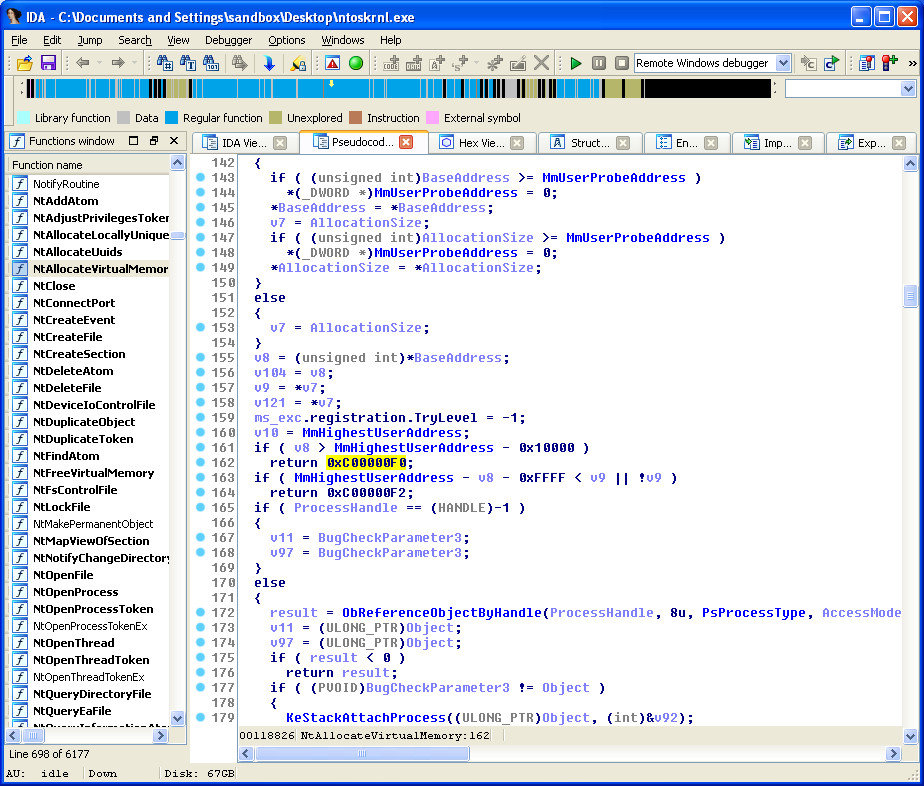 IDA - C:\Documents and Settings\sandbox\Desktop\ntoskrnl.exe
File Edit Jump Search View Debugger Options Windows Help
Remote Windows debugger
Library function Data Regular function Unexplored Instruction External symbol
Functions window
IDA Vie... Pseudocod... Hex Vie... Struct... En... Imp... Exp...
Function name
NotifyRoutine
NtAddAtom
NtAdjustPrivilegesToken
NtAllocateLocallyUnique
NtAllocateUuids
NtAllocateVirtualMemor
NtClose
NtConnectPort
NtCreateEvent
NtCreateFile
NtCreateSection
NtDeleteAtom
NtDeleteFile
NtDeviceIoControlFile
NtDuplicateObject
NtDuplicateToken
NtFindAtom
NtFreeVirtualMemory
NtFsControlFile
NtLockFile
NtMakePermanentObject
NtMapViewOfSection
NtNotifyChangeDirectory
NtOpenFile
NtOpenProcess
NtOpenProcessToken
NtOpenProcessTokenEx
NtOpenThread
NtOpenThreadToken
NtOpenThreadTokenEx
NtQueryDirectoryFile
NtQueryEaFile
Line 698 of 6177
142 {
143 if ( (unsigned int)BaseAddress >= MmUserProbeAddress )
144 *(_DWORD *)MmUserProbeAddress = 0;
145 *BaseAddress = *BaseAddress;
146 v7 = AllocationSize;
147 if ( (unsigned int)AllocationSize >= MmUserProbeAddress )
148 *(_DWORD *)MmUserProbeAddress = 0;
149 *AllocationSize = *AllocationSize;
150 }
151 else
152 {
153 v7 = AllocationSize;
154 }
155 v8 = (unsigned int)*BaseAddress;
156 v104 = v8;
157 v9 = *v7;
158 v121 = *v7;
159 ms_exc.registration.TryLevel = -1;
160 v10 = MmHighestUserAddress;
161 if ( v8 > MmHighestUserAddress - 0x10000 )
162 return 0xC00000F0;
163 if ( MmHighestUserAddress - v8 - 0xFFFF < v9 || !v9 )
164 return 0xC00000F2;
165 if ( ProcessHandle == (HANDLE)-1 )
166 {
167 v11 = BugCheckParameter3;
168 v97 = BugCheckParameter3;
169 }
170 else
171 {
172 result = ObReferenceObjectByHandle(ProcessHandle, 8u, PsProcessType, AccessMode
173 v11 = (ULONG_PTR)Object;
174 v97 = (ULONG_PTR)Object;
175 if ( result < 0 )
176 return result;
177 if ( (PVOID)BugCheckParameter3 != Object )
178 {
179 KeStackAttachProcess((ULONG_PTR)Object, (int)&v92);
00118826 NtAllocateVirtualMemory:162
AU: idle Down Disk: 67GB